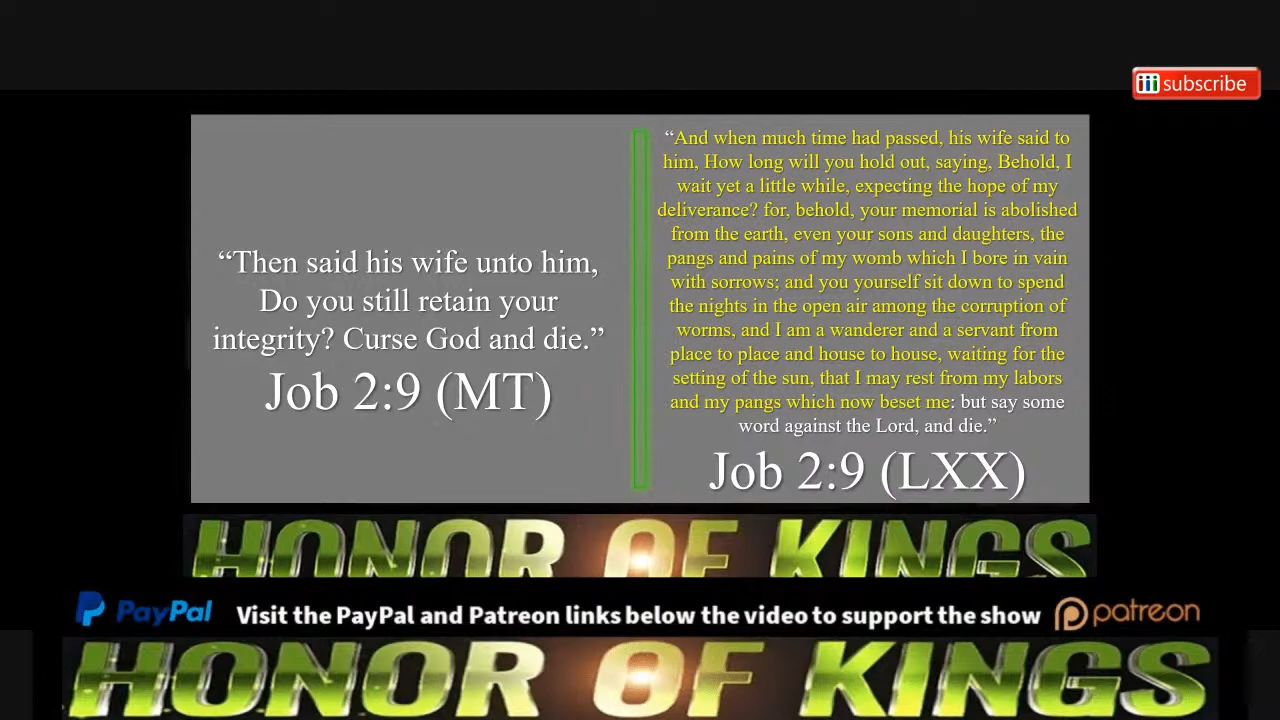 subscribe
“Then said his wife unto him,
Do you still retain your
integrity? Curse God and die.”
Job 2:9 (MT)
“And when much time had passed, his wife said to
him, How long will you hold out, saying, Behold, I
wait yet a little while, expecting the hope of my
deliverance? for, behold, your memorial is abolished
from the earth, even your sons and daughters, the
pangs and pains of my womb which I bore in vain
with sorrows; and you yourself sit down to spend
the nights in the open air among the corruption of
worms, and I am a wanderer and a servant from
place to place and house to house, waiting for the
setting of the sun, that I may rest from my labors
and my pangs which now beset me: but say some
word against the Lord, and die.”
Job 2:9 (LXX)
HONOR OF KINGS
PayPal Visit the PayPal and Patreon links below the video to support the show patreon
HONOR OF KINGS